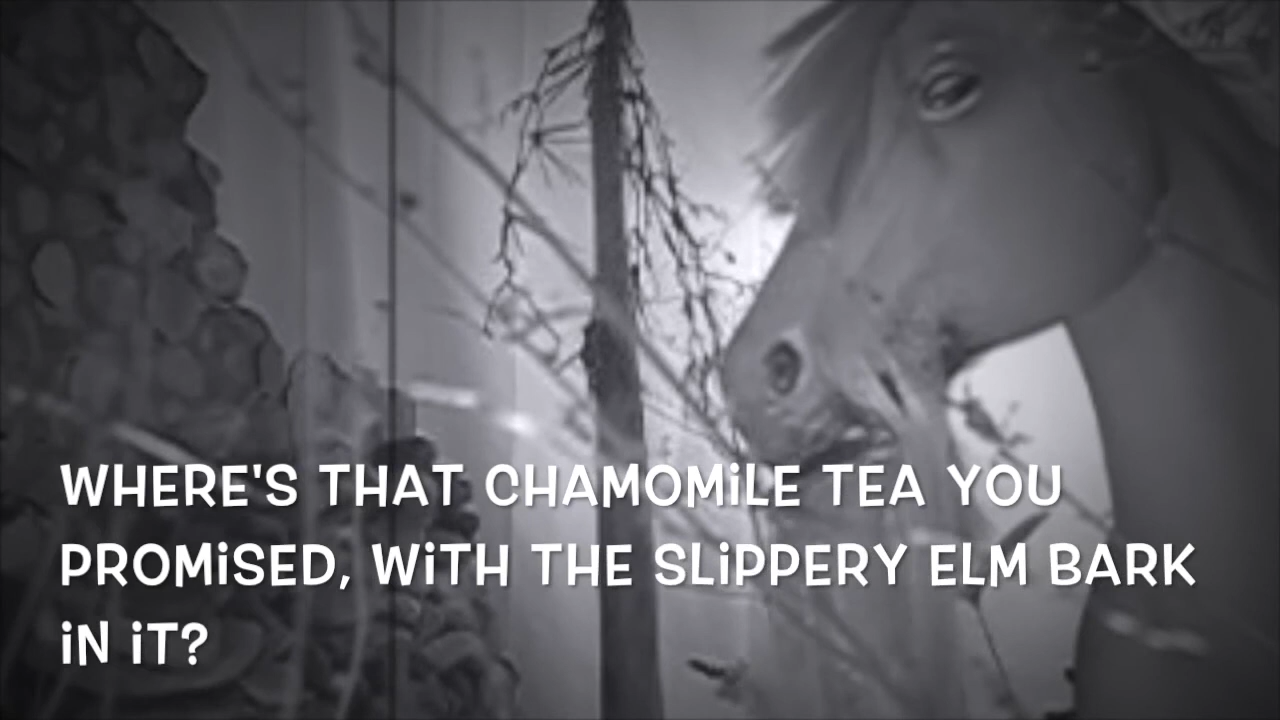 WHERE'S THAT CHAMOMiLE TEA YOU
PROMiSED, WiTH THE SLiPPERY ELM BARK
iN iT?